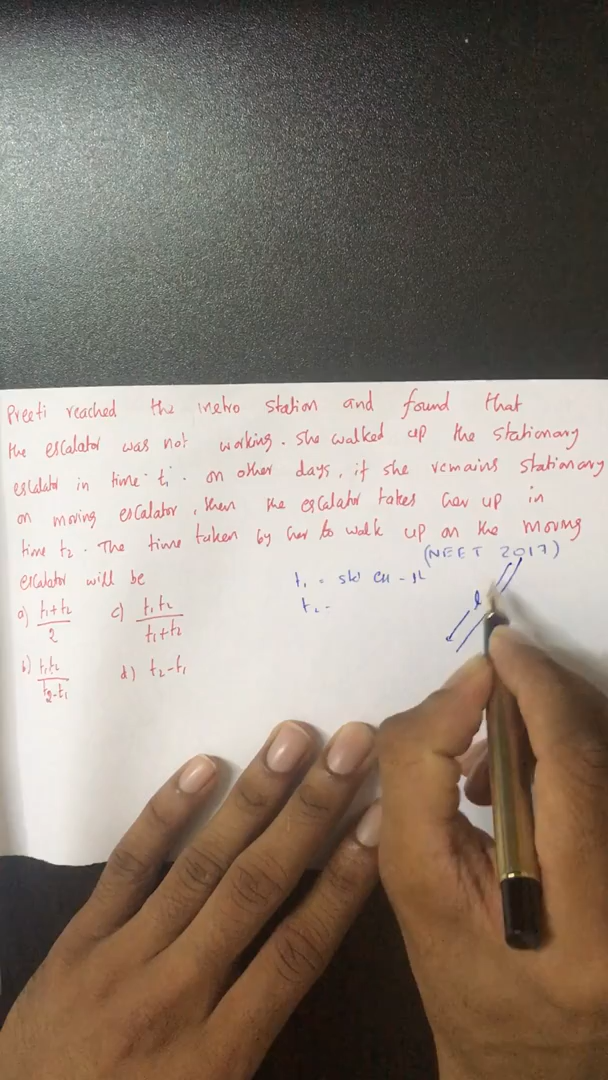 Preeti reached the metro station and found that
the escalator was not working. She walked up the stationary
escalator in time t₁. on other days, if she remains stationary
on moving escalator, then the escalator takes her up in
time t₂. The time taken by her to walk up on the moving
(NEET 2017)
escalator will be
a) t₁+t₂/2 c) t₁t₂/t₁+t₂
b) t₁t₂/t₂-t₁ d) t₂-t₁
t₁ =
t₂ -
l